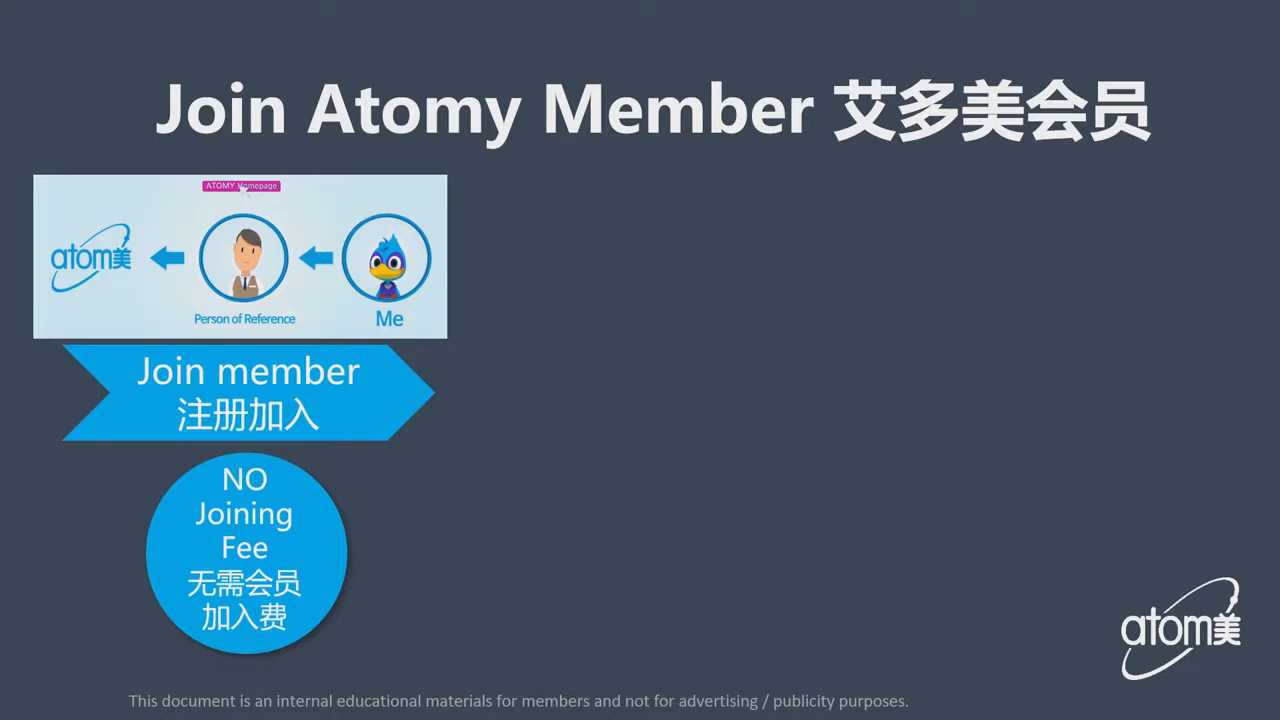 Join Atomy Member 艾多美会员
ATOMY Homepage
atom美
Person of Reference
Me
Join member
注册加入
NO
Joining
Fee
无需会员
加入费
atom美
This document is an internal educational materials for members and not for advertising / publicity purposes.